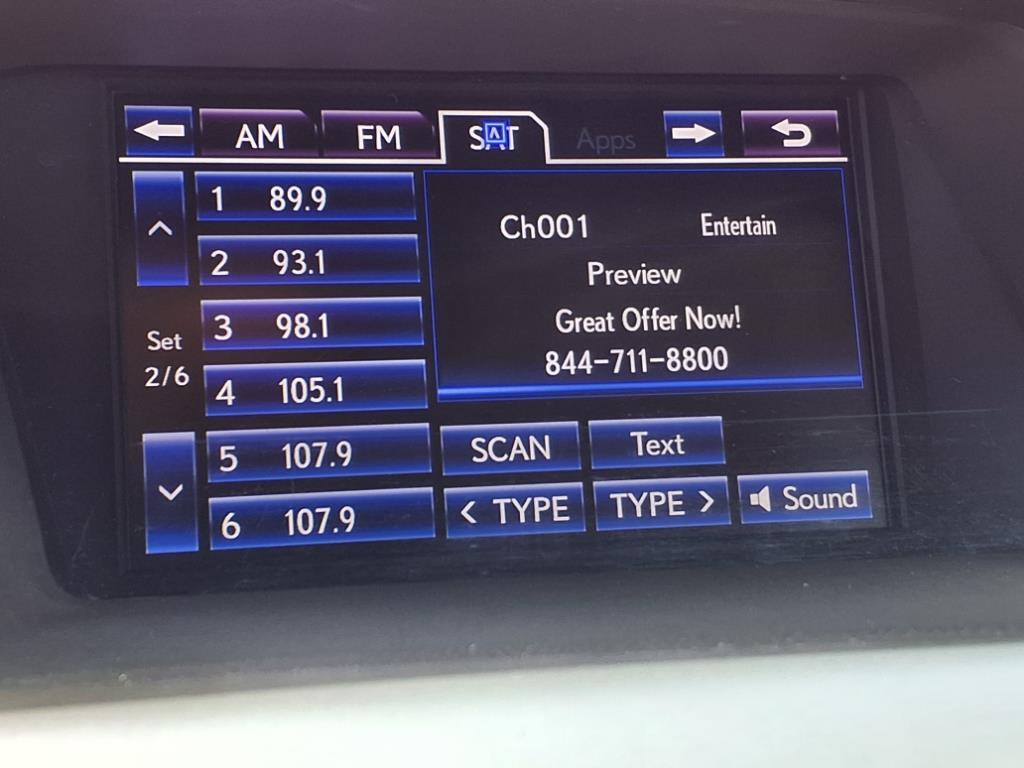 AM FM SAT Apps
1 89.9
2 93.1
3 98.1
4 105.1
5 107.9
6 107.9
Set
2/6
Ch001 Entertain
Preview
Great Offer Now!
844-711-8800
SCAN Text
< TYPE TYPE > Sound